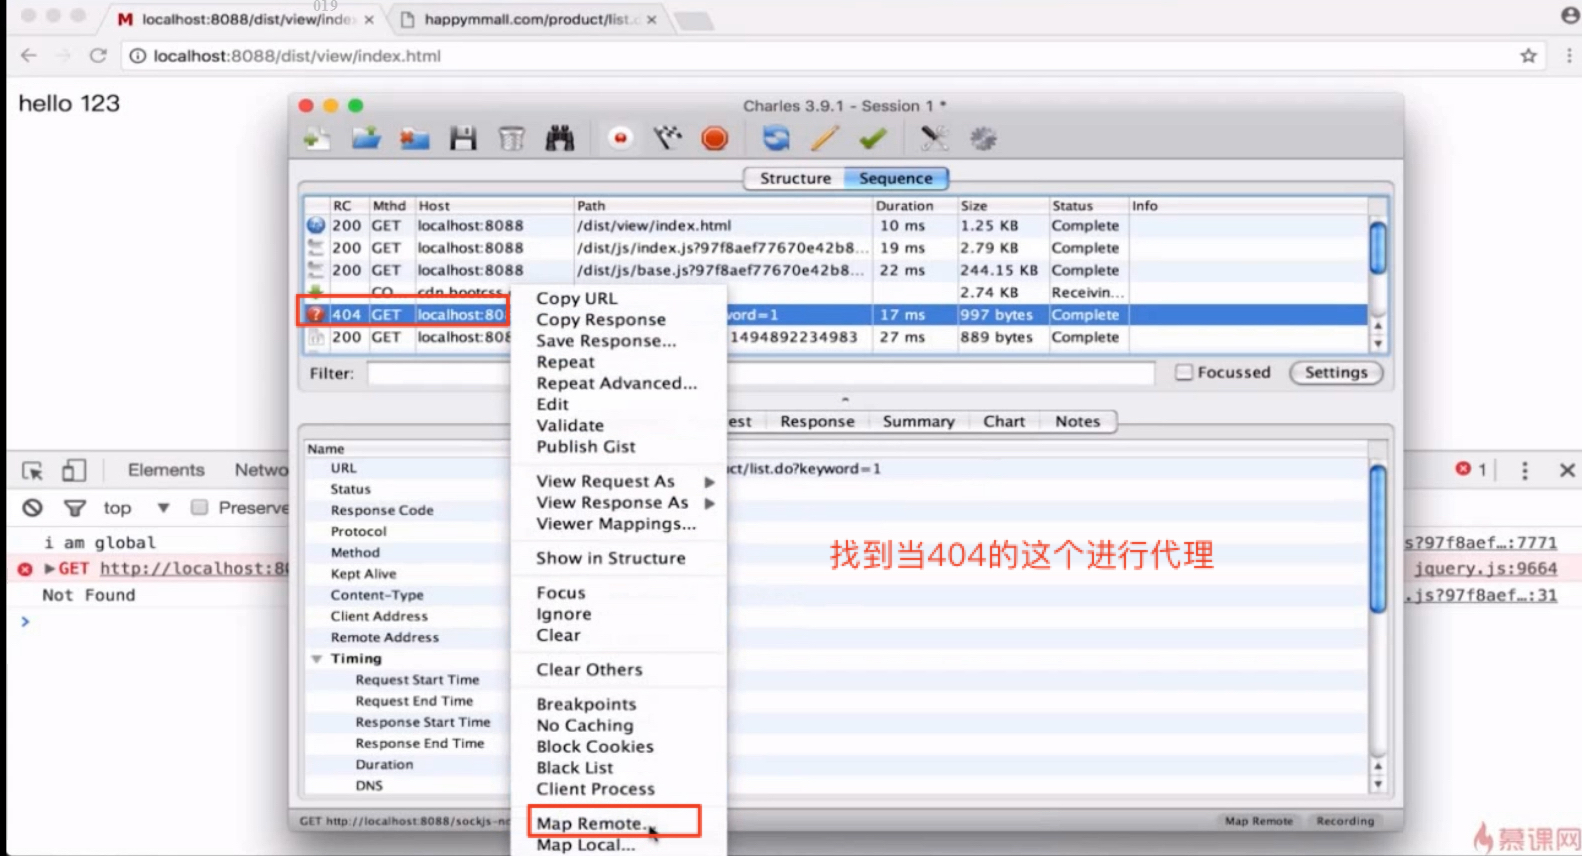 019
localhost:8088/dist/view/inde
happymmall.com/product/list.
localhost:8088/dist/view/index.html
hello 123
Charles 3.9.1 - Session 1 *
Structure
Sequence
RC Mthd Host Path Duration Size Status Info
200 GET localhost:8088 /dist/view/index.html 10 ms 1.25 KB Complete
200 GET localhost:8088 /dist/js/index.js?97f8aef77670e42b8... 19 ms 2.79 KB Complete
200 GET localhost:8088 /dist/js/base.js?97f8aef77670e42b8... 22 ms 244.15 KB Complete
CO cdn.bootcss. 2.74 KB Receivin...
404 GET localhost:80 word=1 17 ms 997 bytes Complete
200 GET localhost:808 1494892234983 27 ms 889 bytes Complete
Filter:
Focussed
Settings
est Response Summary Chart Notes
Name
URL ct/list.do?keyword=1
Status
Response Code
Protocol
Method
Kept Alive
Content-Type
Client Address
Remote Address
Timing
Request Start Time
Request End Time
Response Start Time
Response End Time
Duration
DNS
Copy URL
Copy Response
Save Response...
Repeat
Repeat Advanced...
Edit
Validate
Publish Gist
View Request As
View Response As
Viewer Mappings...
Show in Structure
Focus
Ignore
Clear
Clear Others
Breakpoints
No Caching
Block Cookies
Black List
Client Process
Map Remote...
Map Local...
找到当404的这个进行代理
Elements Netwo
1
top Preserve
i am global s?97f8aef…:7771
GET http://localhost:80 jquery.js:9664
Not Found .js?97f8aef…:31
GET http://localhost:8088/sockjs-no
Map Remote Recording
慕课网